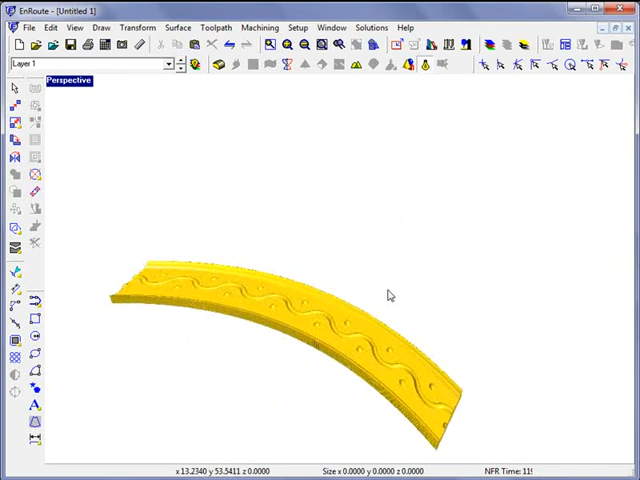 EnRoute - [Untitled 1]
File Edit View Draw Transform Surface Toolpath Machining Setup Window Solutions Help
Layer 1
Perspective
x 13.2340 y 53.5411 z 0.0000 Size x 0.0000 y 0.0000 z 0.0000 NFR Time: 11